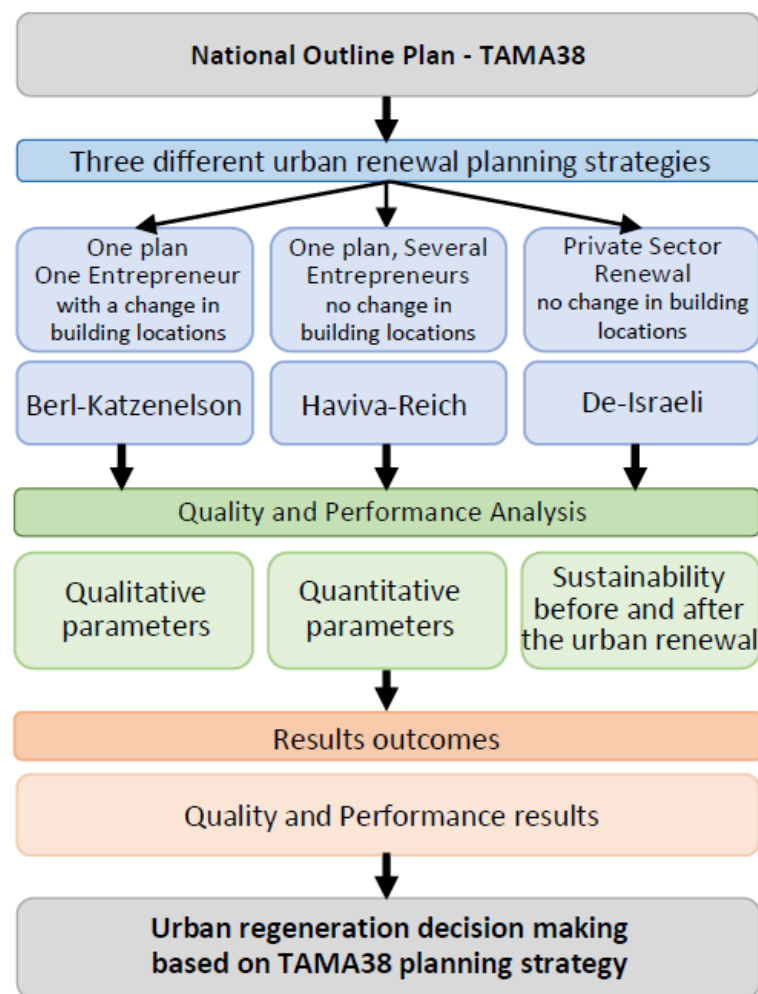 National Outline Plan - TAMA38
Three different urban renewal planning strategies
One plan
One Entrepreneur
with a change in
building locations
One plan, Several
Entrepreneurs
no change in
building locations
Private Sector
Renewal
no change in building
locations
Berl-Katzenelson
Haviva-Reich
De-Israeli
Quality and Performance Analysis
Qualitative
parameters
Quantitative
parameters
Sustainability
before and after
the urban renewal
Results outcomes
Quality and Performance results
Urban regeneration decision making
based on TAMA38 planning strategy